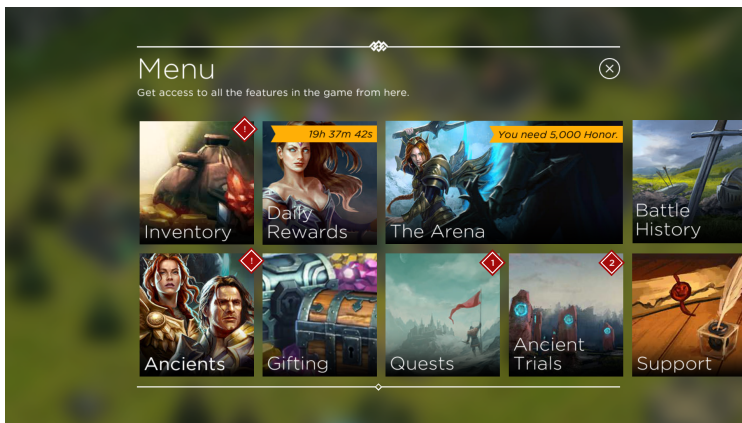 Menu
Get access to all the features in the game from here.
!
19h 37m 42s
You need 5,000 Honor.
Inventory
Daily
Rewards
The Arena
Battle
History
!
1
2
Ancients
Gifting
Quests
Ancient
Trials
Support